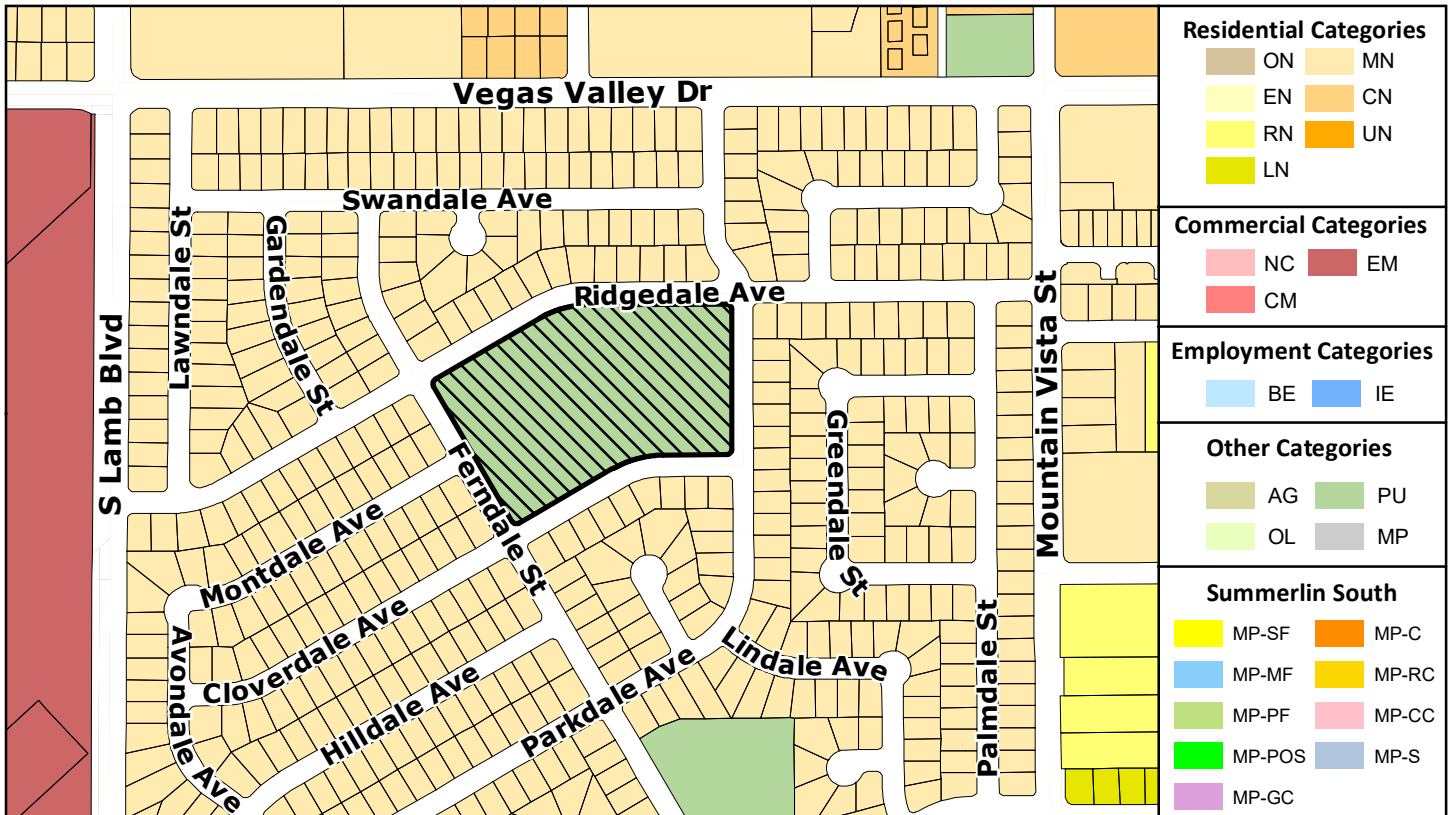 Vegas Valley Dr
Swandale Ave
Lawndale St
Gardendale St
Ridgedale Ave
S Lamb Blvd
Mountain Vista St
Greendale St
Ferndale St
Montdale Ave
Cloverdale Ave
Avondale Ave
Hilldale Ave
Parkdale Ave
Lindale Ave
Palmdale St
Residential Categories
ON MN
EN CN
RN UN
LN
Commercial Categories
NC EM
CM
Employment Categories
BE IE
Other Categories
AG PU
OL MP
Summerlin South
MP-SF MP-C
MP-MF MP-RC
MP-PF MP-CC
MP-POS MP-S
MP-GC